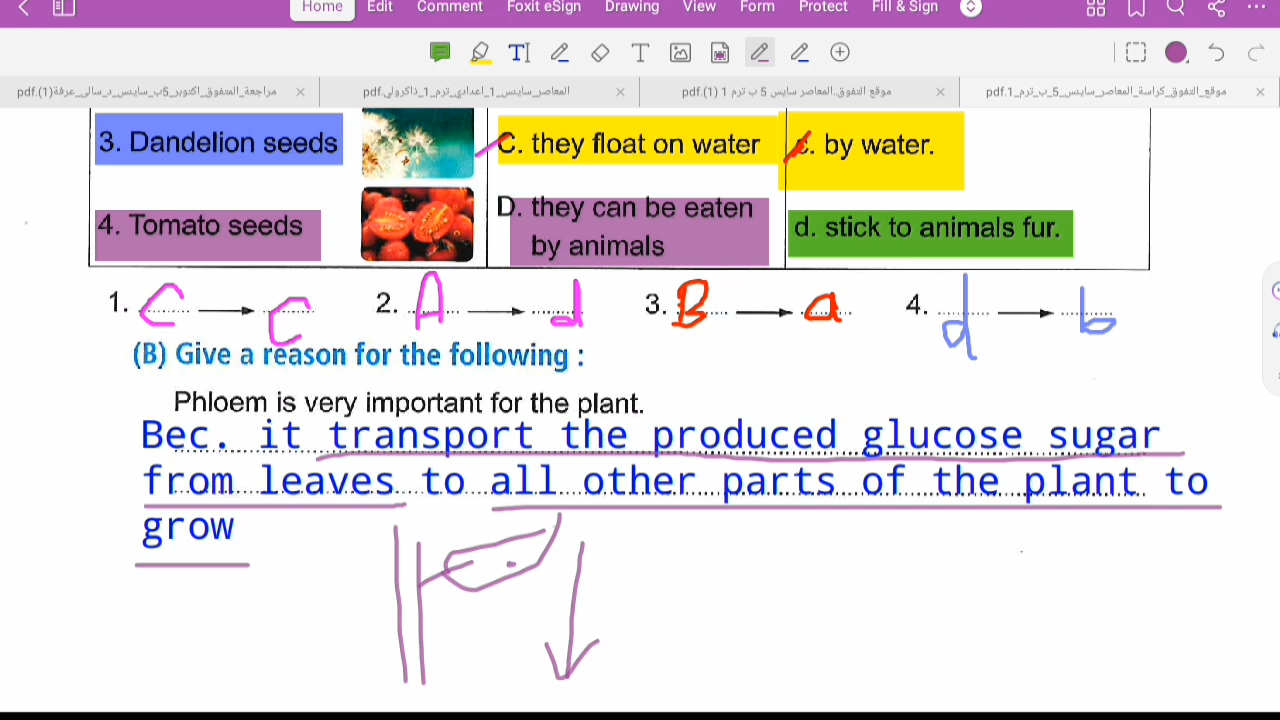 Home Edit Comment Foxit eSign Drawing View Form Protect Fill & Sign
مراجعة_المتفوق_اكتوبر_5ب_ساينس_د_سالي_عرفة(1).pdf المعاصر_ساينس_1_اعدادي_ترم_1_ذاكرولي.pdf موقع التفوق.المعاصر سايس 5 ب ترم 1 (1).pdf موقع_التفوق_كراسة_المعاصر_سايس_5_ب_ترم_1.pdf
3. Dandelion seeds C. they float on water c. by water.
4. Tomato seeds D. they can be eaten by animals d. stick to animals fur.
1. C → C 2. A → d 3. B → a 4. d → b
(B) Give a reason for the following :
Phloem is very important for the plant.
Bec. it transport the produced glucose sugar
from leaves to all other parts of the plant to
grow